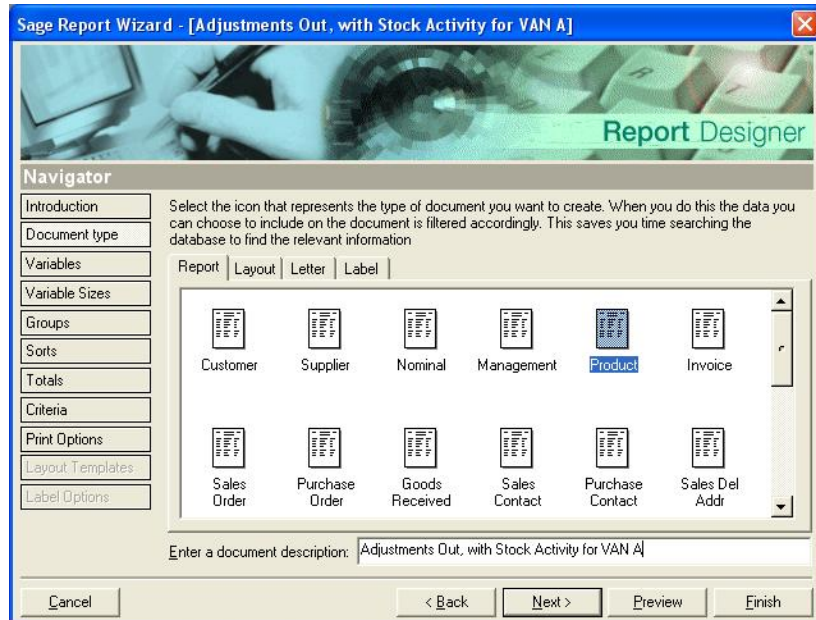 Sage Report Wizard - [Adjustments Out, with Stock Activity for VAN A]
Report Designer
Navigator
Introduction
Document type
Variables
Variable Sizes
Groups
Sorts
Totals
Criteria
Print Options
Layout Templates
Label Options
Select the icon that represents the type of document you want to create. When you do this the data you
can choose to include on the document is filtered accordingly. This saves you time searching the
database to find the relevant information
Report Layout Letter Label
Customer Supplier Nominal Management Product Invoice
Sales Purchase Goods Sales Purchase Sales Del
Order Order Received Contact Contact Addr
Enter a document description: Adjustments Out, with Stock Activity for VAN A
Cancel < Back Next > Preview Finish